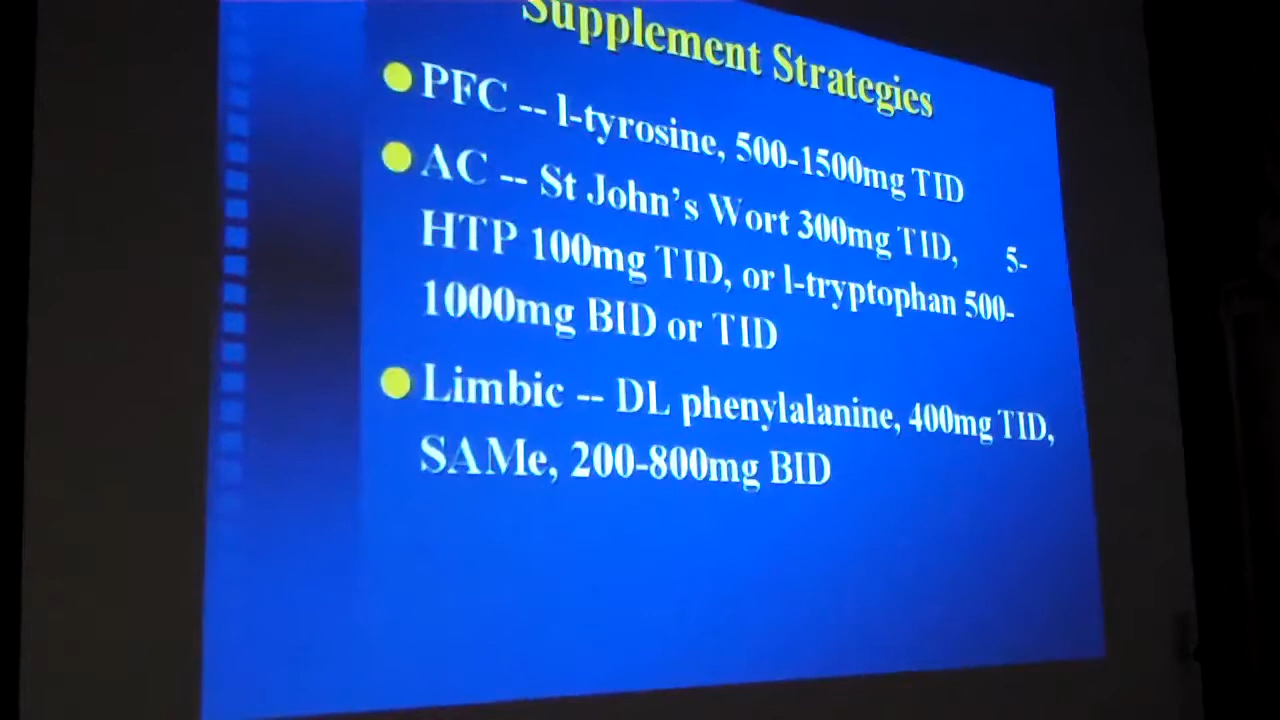 Supplement Strategies
PFC -- l-tyrosine, 500-1500mg TID
AC -- St John's Wort 300mg TID, 5-
HTP 100mg TID, or l-tryptophan 500-
1000mg BID or TID
Limbic -- DL phenylalanine, 400mg TID,
SAMe, 200-800mg BID